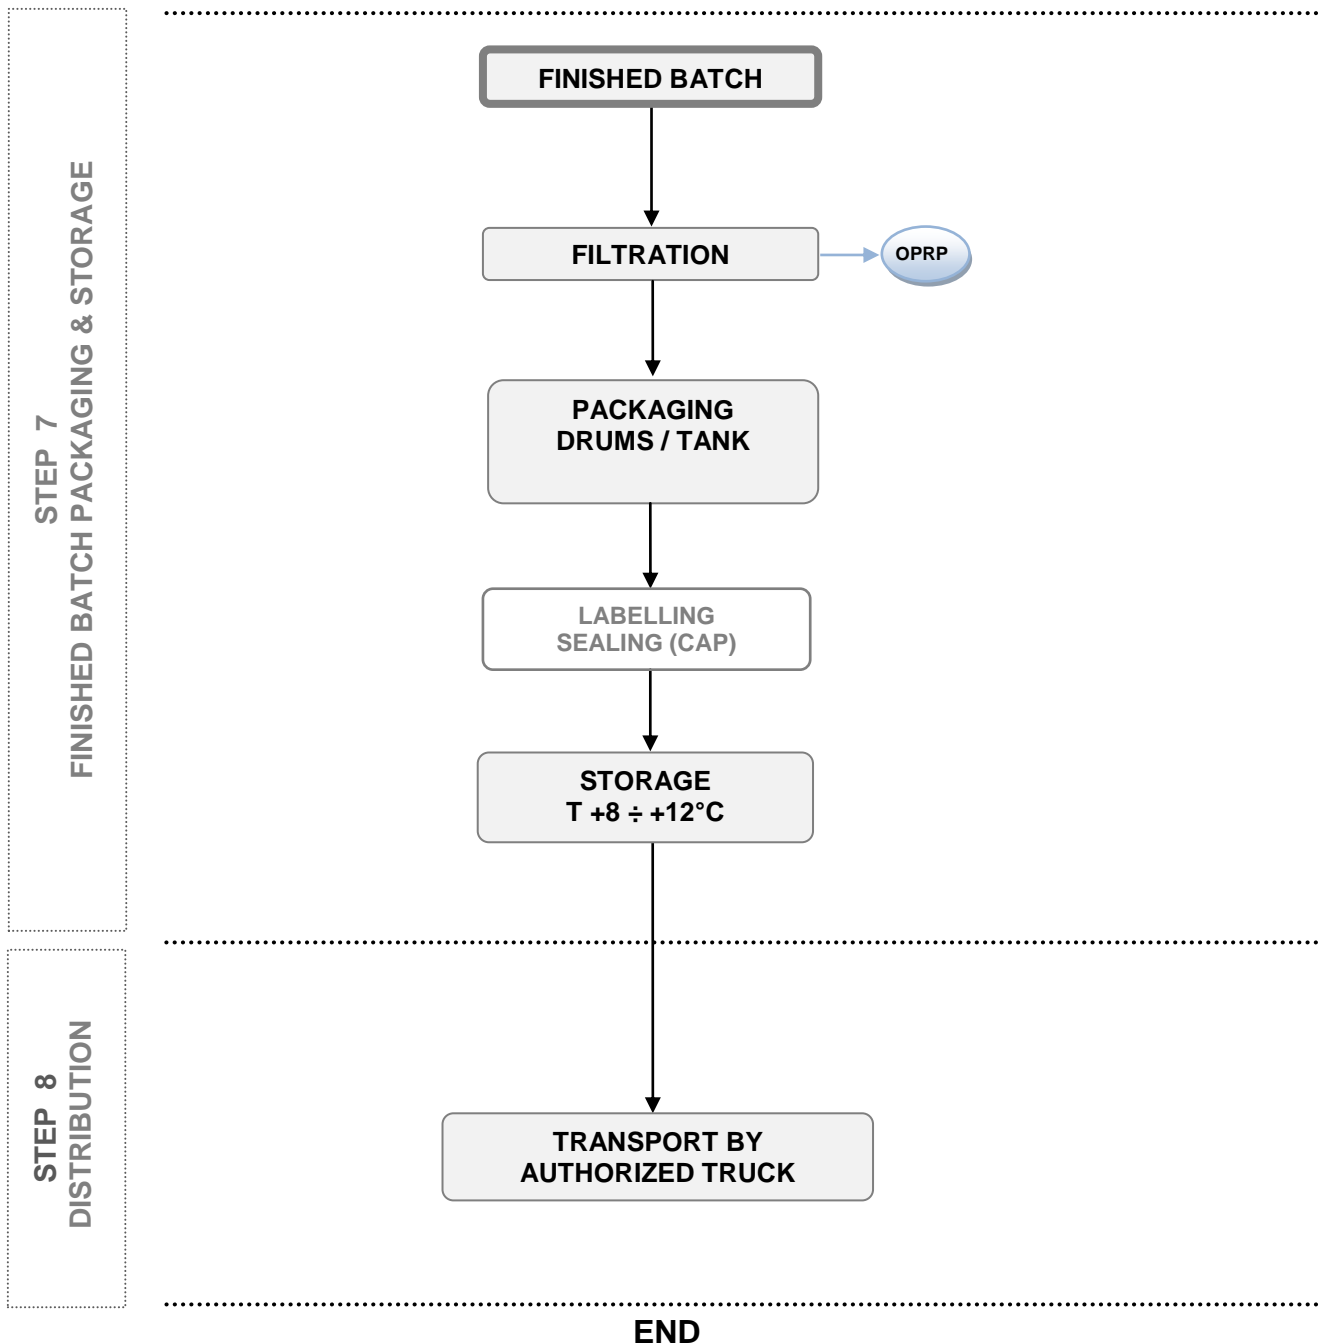 STEP 7
FINISHED BATCH PACKAGING & STORAGE
FINISHED BATCH
FILTRATION
OPRP
PACKAGING
DRUMS / TANK
LABELLING
SEALING (CAP)
STORAGE
T +8 ÷ +12°C
STEP 8
DISTRIBUTION
TRANSPORT BY
AUTHORIZED TRUCK
END